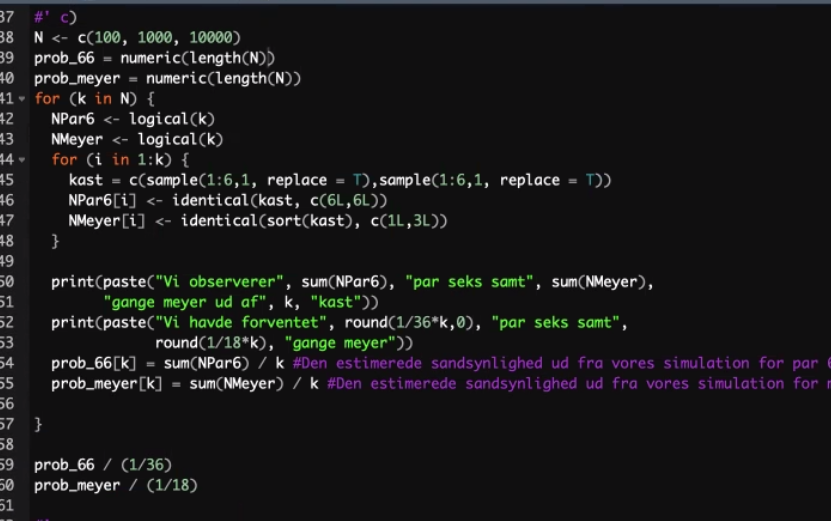 37 #' c)
38 N <- c(100, 1000, 10000)
39 prob_66 = numeric(length(N))
40 prob_meyer = numeric(length(N))
41 for (k in N) {
42 NPar6 <- logical(k)
43 NMeyer <- logical(k)
44 for (i in 1:k) {
45 kast = c(sample(1:6,1, replace = T),sample(1:6,1, replace = T))
46 NPar6[i] <- identical(kast, c(6L,6L))
47 NMeyer[i] <- identical(sort(kast), c(1L,3L))
48 }
49
50 print(paste("Vi observerer", sum(NPar6), "par seks samt", sum(NMeyer),
51 "gange meyer ud af", k, "kast"))
52 print(paste("Vi havde forventet", round(1/36*k,0), "par seks samt",
53 round(1/18*k), "gange meyer"))
54 prob_66[k] = sum(NPar6) / k #Den estimerede sandsynlighed ud fra vores simulation for par
55 prob_meyer[k] = sum(NMeyer) / k #Den estimerede sandsynlighed ud fra vores simulation for
56
57 }
58
59 prob_66 / (1/36)
60 prob_meyer / (1/18)
61